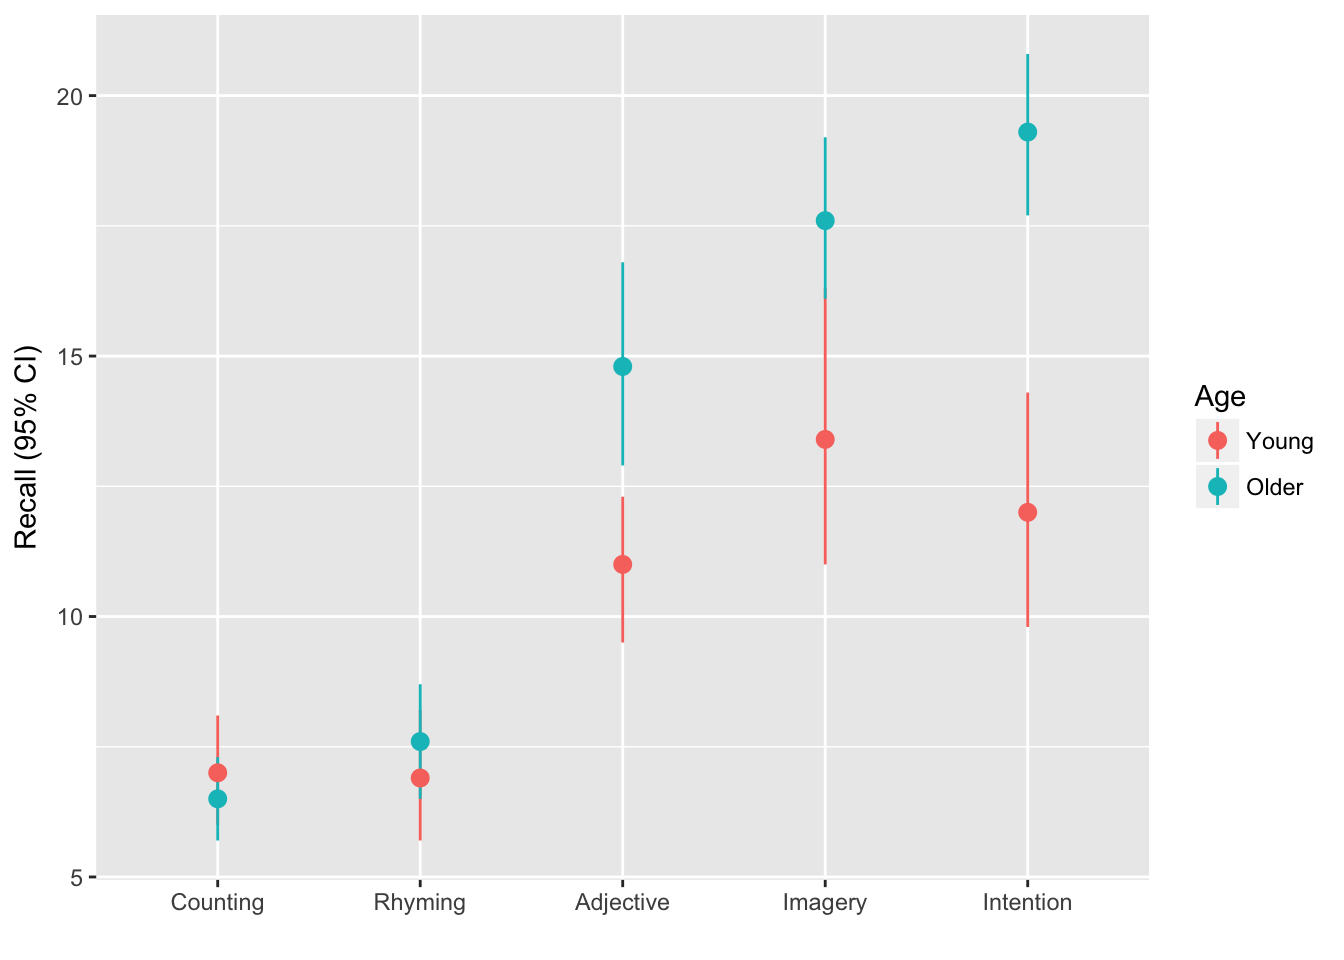 Recall (95% CI)
20
15
10
5
Counting Rhyming Adjective Imagery Intention
Age
Young
Older